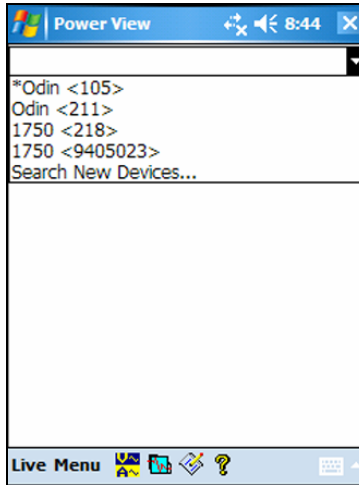 Power View 8:44
*Odin <105>
Odin <211>
1750 <218>
1750 <9405023>
Search New Devices...
Live Menu